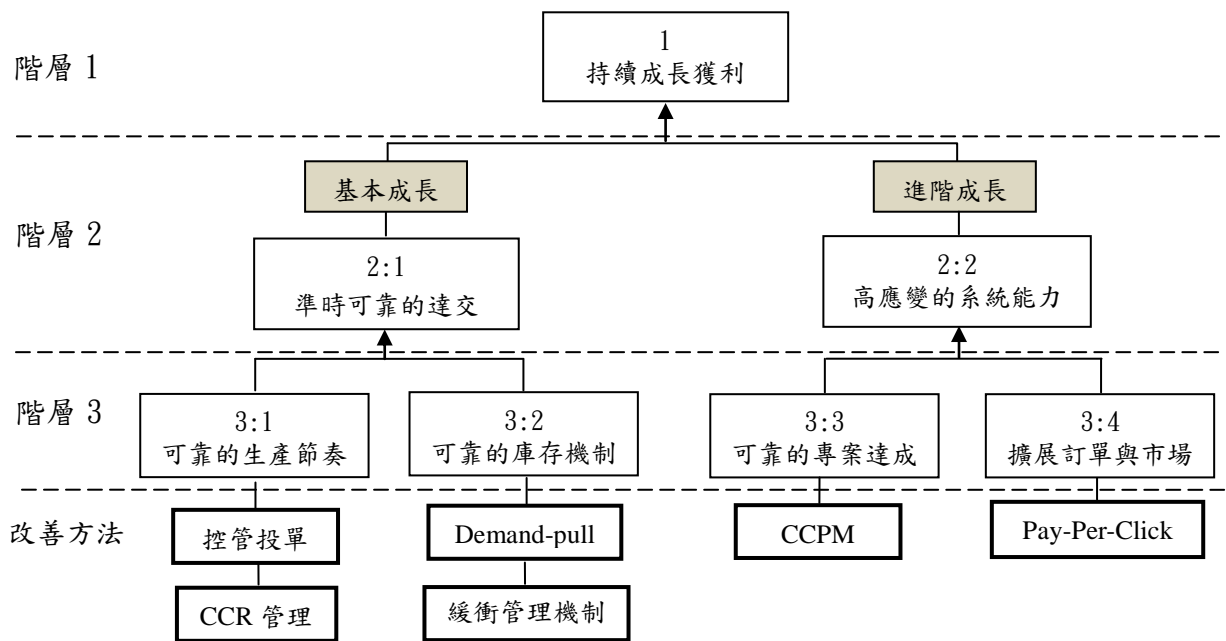 階層 1
1
持續成長獲利
階層 2
基本成長
進階成長
2:1
準時可靠的達交
2:2
高應變的系統能力
階層 3
3:1
可靠的生產節奏
3:2
可靠的庫存機制
3:3
可靠的專案達成
3:4
擴展訂單與市場
改善方法
控管投單
Demand-pull
CCPM
Pay-Per-Click
CCR 管理
緩衝管理機制